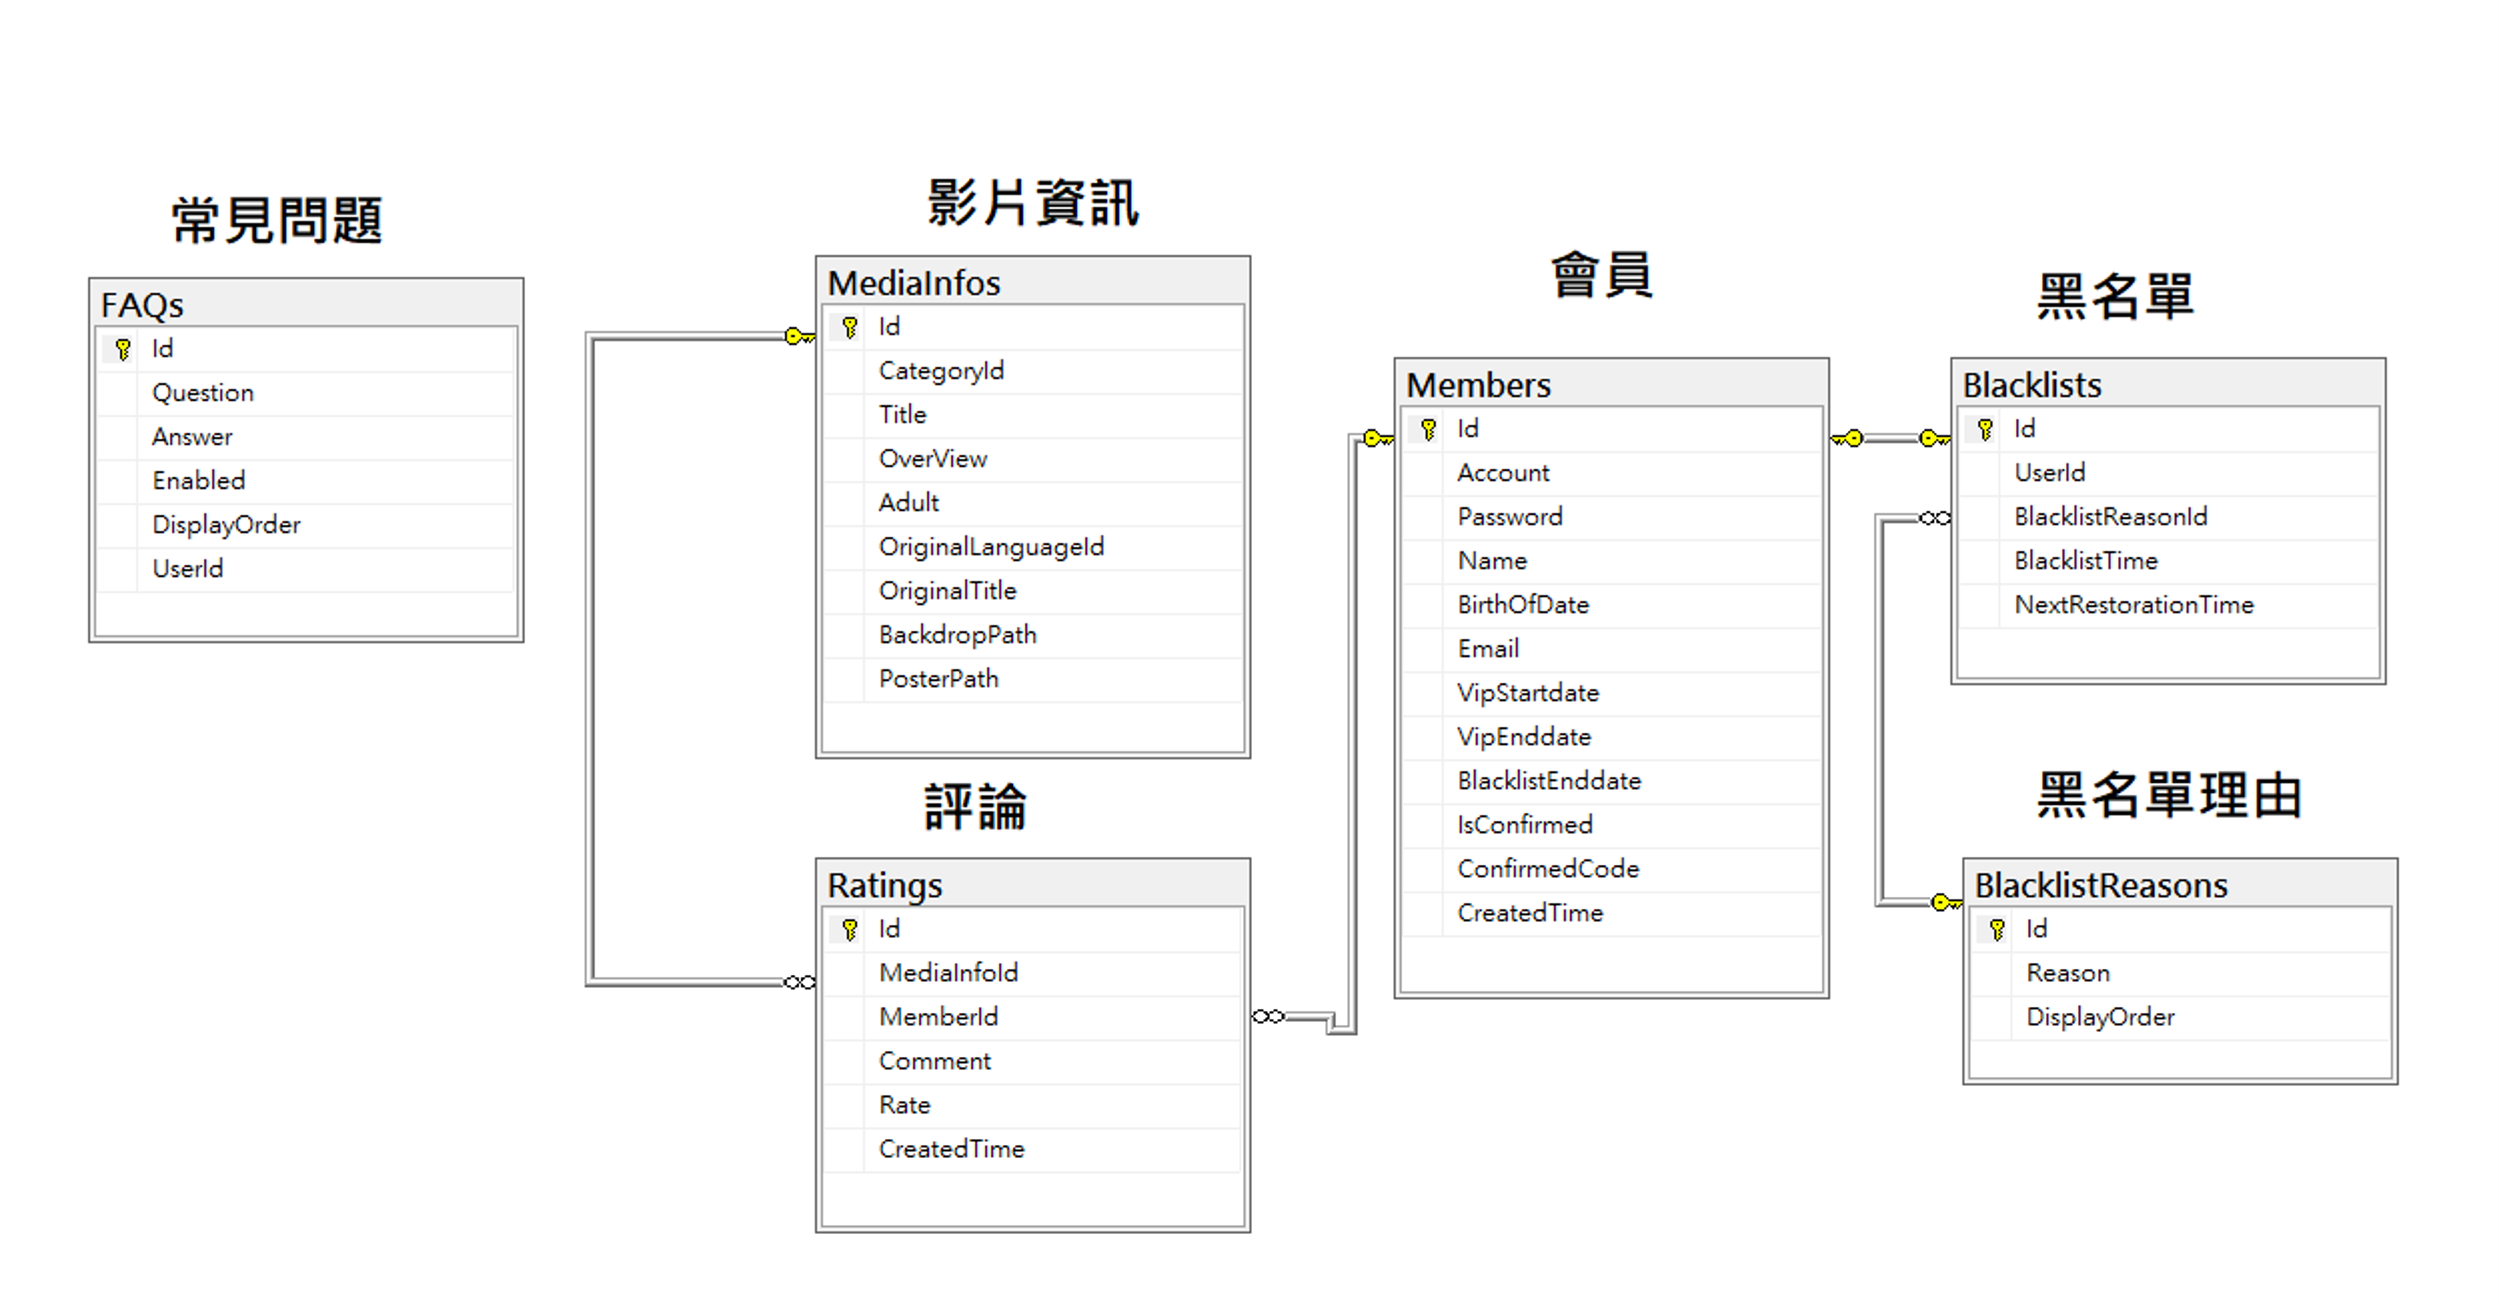 常見問題
FAQs
Id
Question
Answer
Enabled
DisplayOrder
UserId
影片資訊
MediaInfos
Id
CategoryId
Title
OverView
Adult
OriginalLanguageId
OriginalTitle
BackdropPath
PosterPath
評論
Ratings
Id
MediaInfoId
MemberId
Comment
Rate
CreatedTime
會員
Members
Id
Account
Password
Name
BirthOfDate
Email
VipStartdate
VipEnddate
BlacklistEnddate
IsConfirmed
ConfirmedCode
CreatedTime
黑名單
Blacklists
Id
UserId
BlacklistReasonId
BlacklistTime
NextRestorationTime
黑名單理由
BlacklistReasons
Id
Reason
DisplayOrder